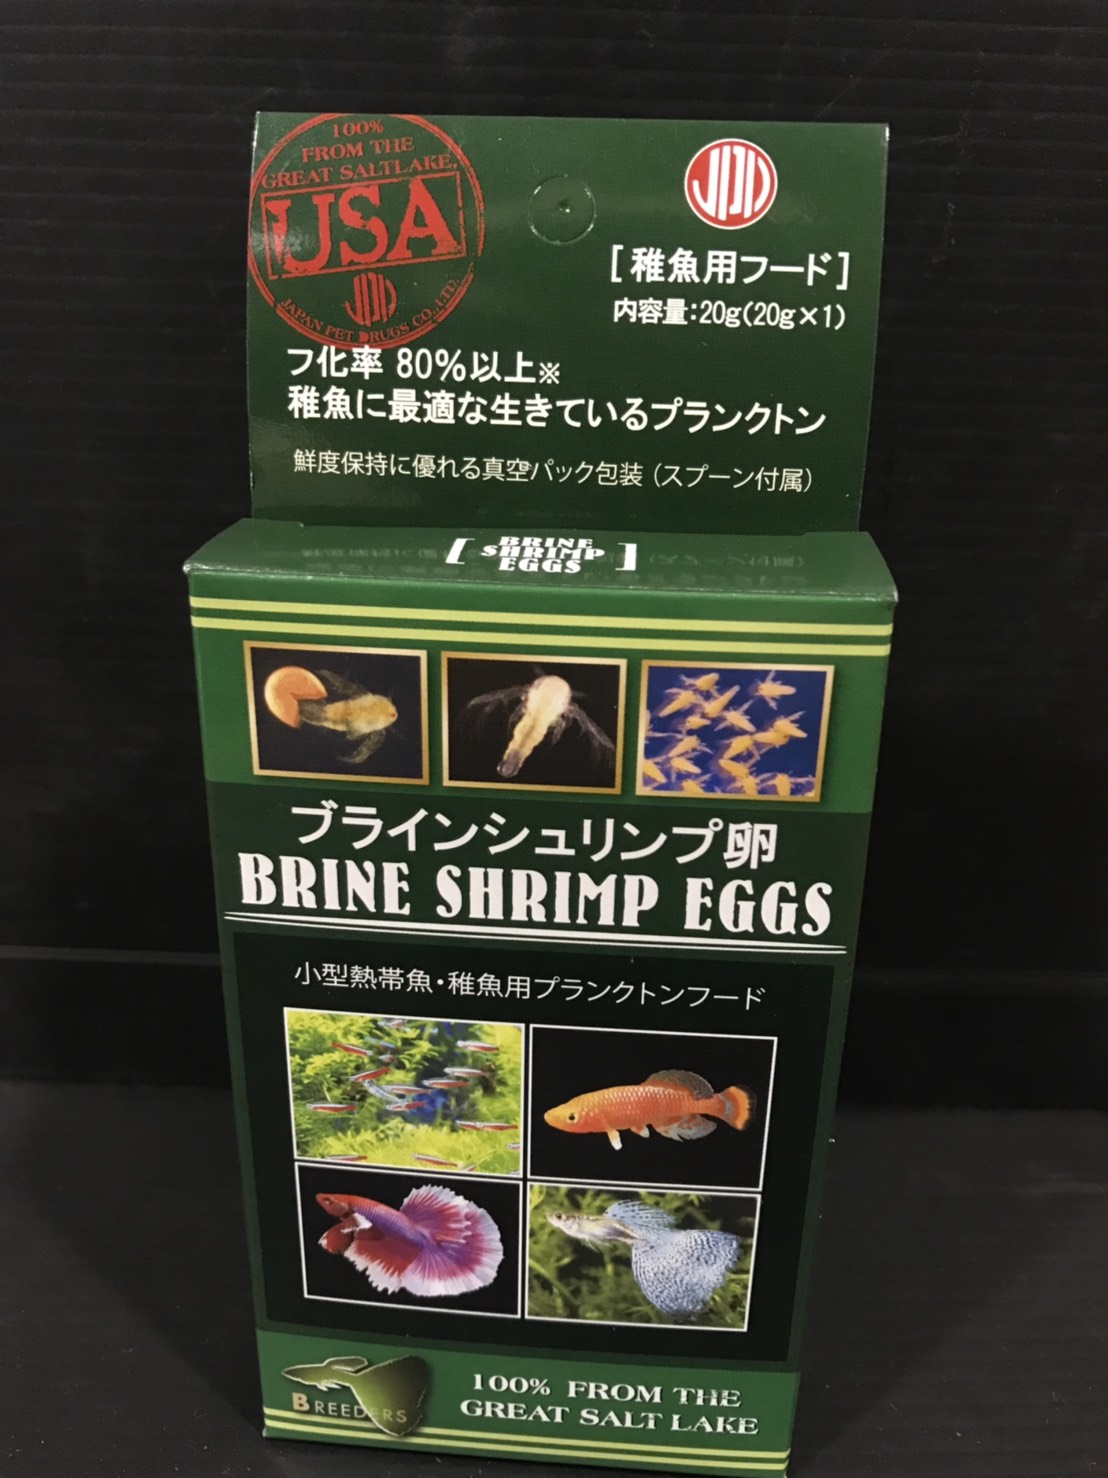 100%
FROM THE
GREAT SALTLAKE,
USA
JAPAN PET DRUGS CO.,LTD.
JPD
[稚魚用フード]
内容量:20g(20g×1)
フ化率 80%以上※
稚魚に最適な生きているプランクトン
鮮度保持に優れる真空パック包装(スプーン付属)
[BRINE
SHRIMP
EGGS]
ブラインシュリンプ卵
BRINE SHRIMP EGGS
小型熱帯魚・稚魚用プランクトンフード
BREEDERS
100% FROM THE
GREAT SALT LAKE